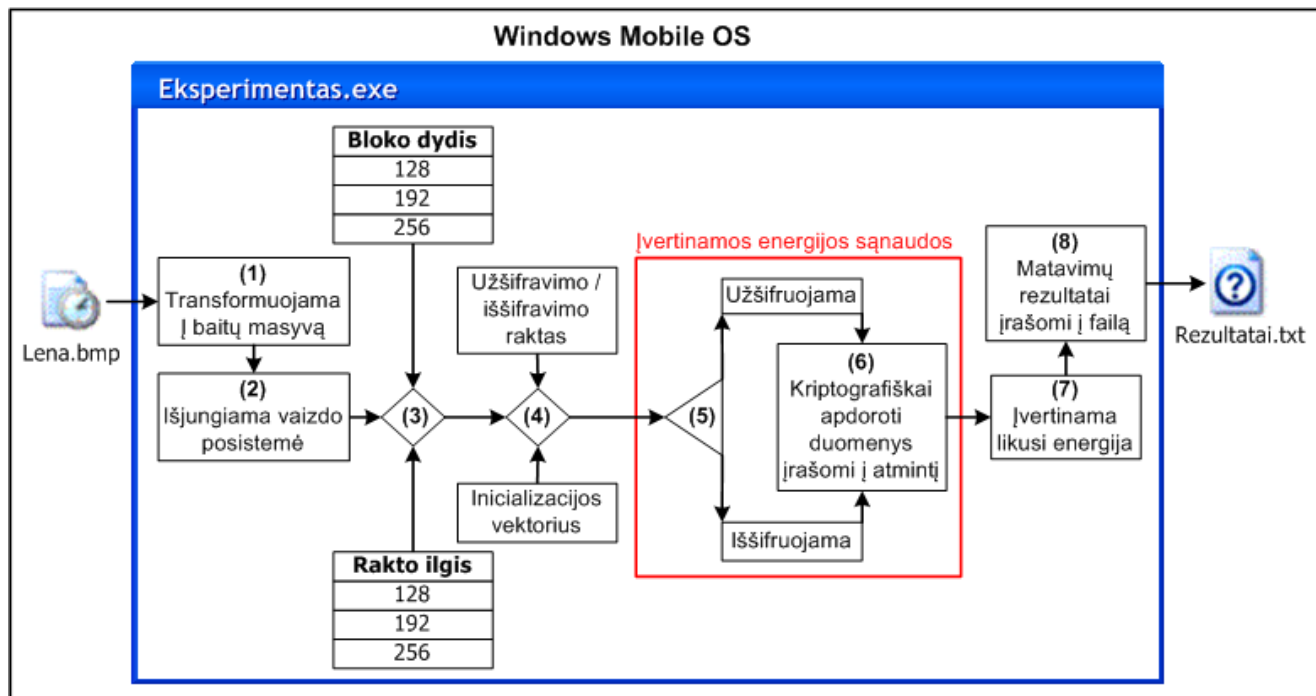 Windows Mobile OS
Eksperimentas.exe
Bloko dydis
128
192
256
Lena.bmp
(1)
Transformuojama
Į baitų masyvą
(2)
Išjungiama vaizdo
posistemė
(3)
Rakto ilgis
128
192
256
Užšifravimo /
iššifravimo
raktas
(4)
Inicializacijos
vektorius
Įvertinamos energijos sąnaudos
(5)
Užšifruojama
Iššifruojama
(6)
Kriptografiškai
apdoroti
duomenys
įrašomi į atmintį
(7)
Įvertinama
likusi energija
(8)
Matavimų
rezultatai
įrašomi į failą
Rezultatai.txt